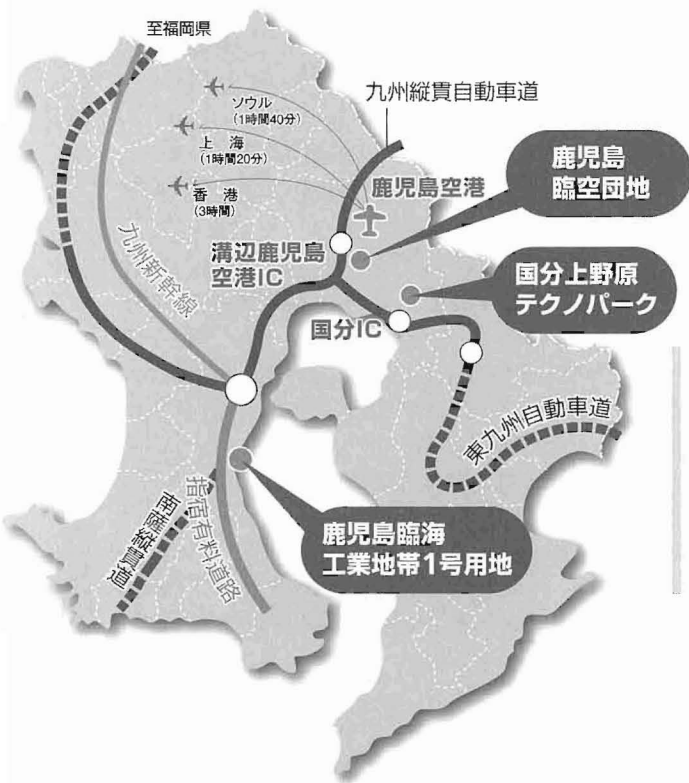 至福岡県
ソウル
(1時間40分)
上 海
(1時間20分)
香 港
(3時間)
九州縦貫自動車道
鹿児島空港
鹿児島
臨空団地
溝辺鹿児島
空港IC
九州新幹線
国分上野原
テクノパーク
国分IC
東九州自動車道
鹿児島臨海
工業地帯1号用地
指宿有料道路
南薩縦貫道